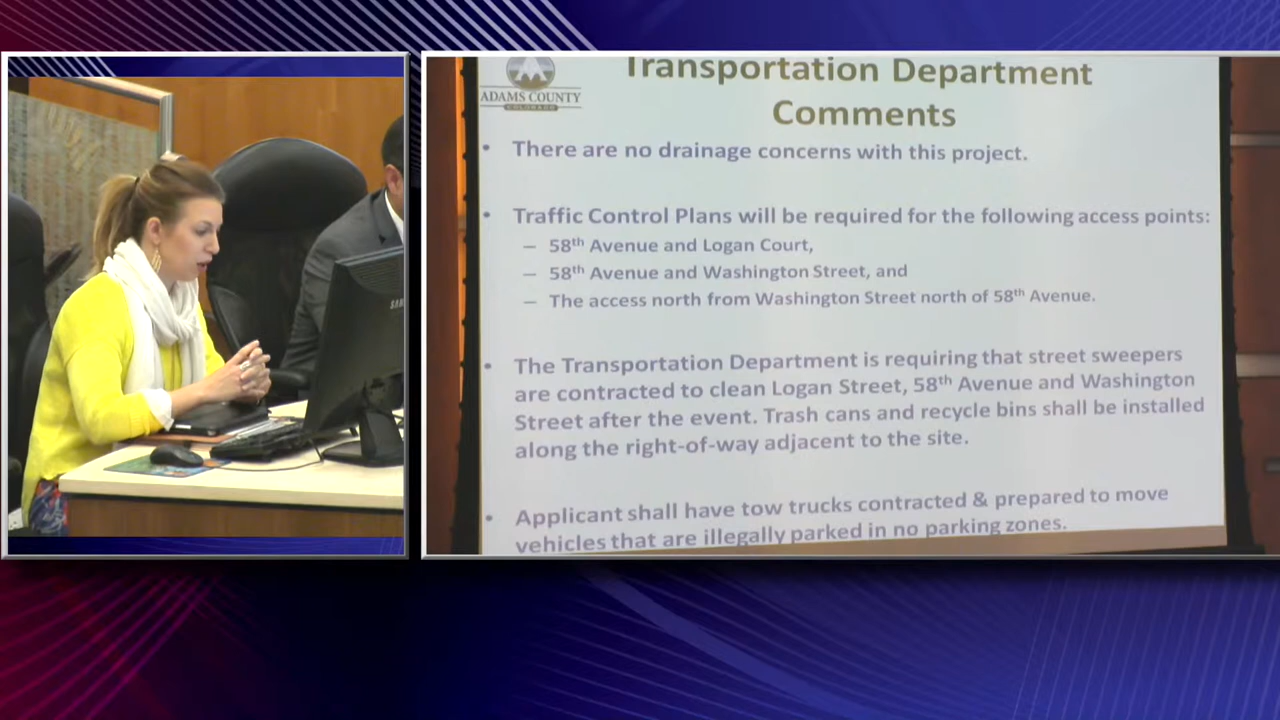 ADAMS COUNTY
COLORADO
Transportation Department
Comments
• There are no drainage concerns with this project.
• Traffic Control Plans will be required for the following access points:
– 58th Avenue and Logan Court,
– 58th Avenue and Washington Street, and
– The access north from Washington Street north of 58th Avenue.
• The Transportation Department is requiring that street sweepers
are contracted to clean Logan Street, 58th Avenue and Washington
Street after the event. Trash cans and recycle bins shall be installed
along the right-of-way adjacent to the site.
• Applicant shall have tow trucks contracted & prepared to move
vehicles that are illegally parked in no parking zones.